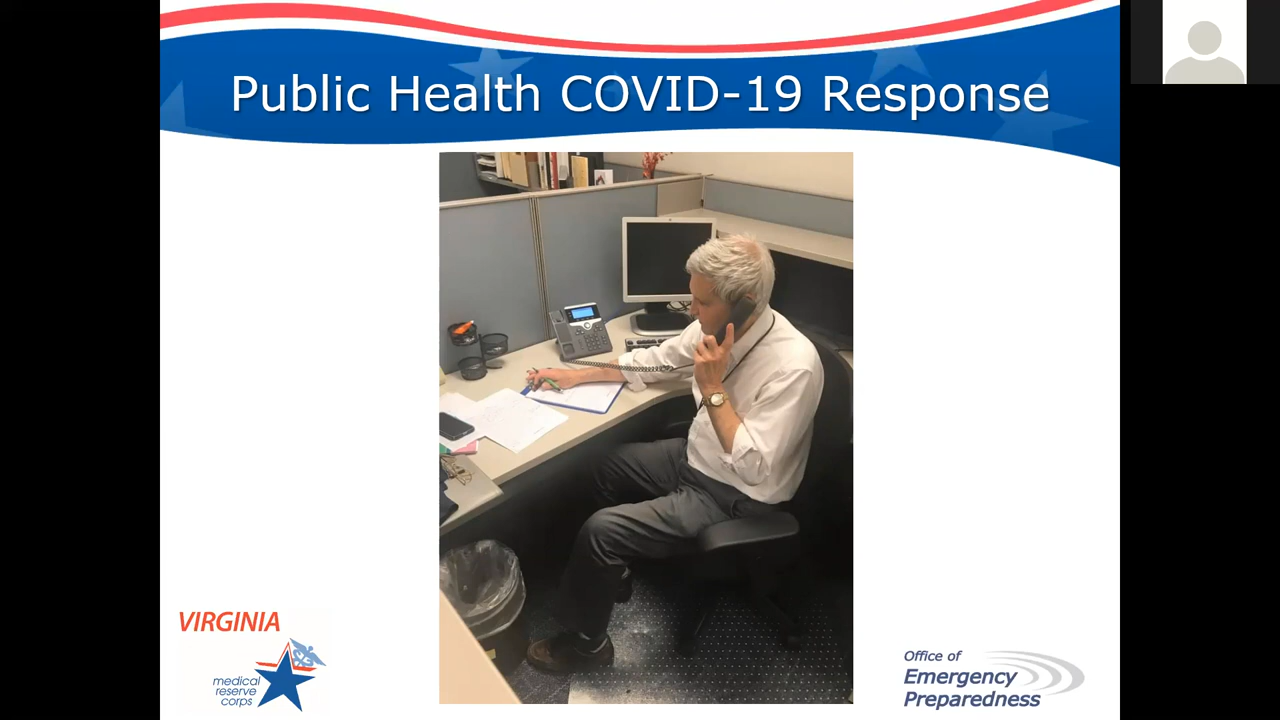 Public Health COVID-19 Response
VIRGINIA
medical
reserve
corps
Office of
Emergency
Preparedness